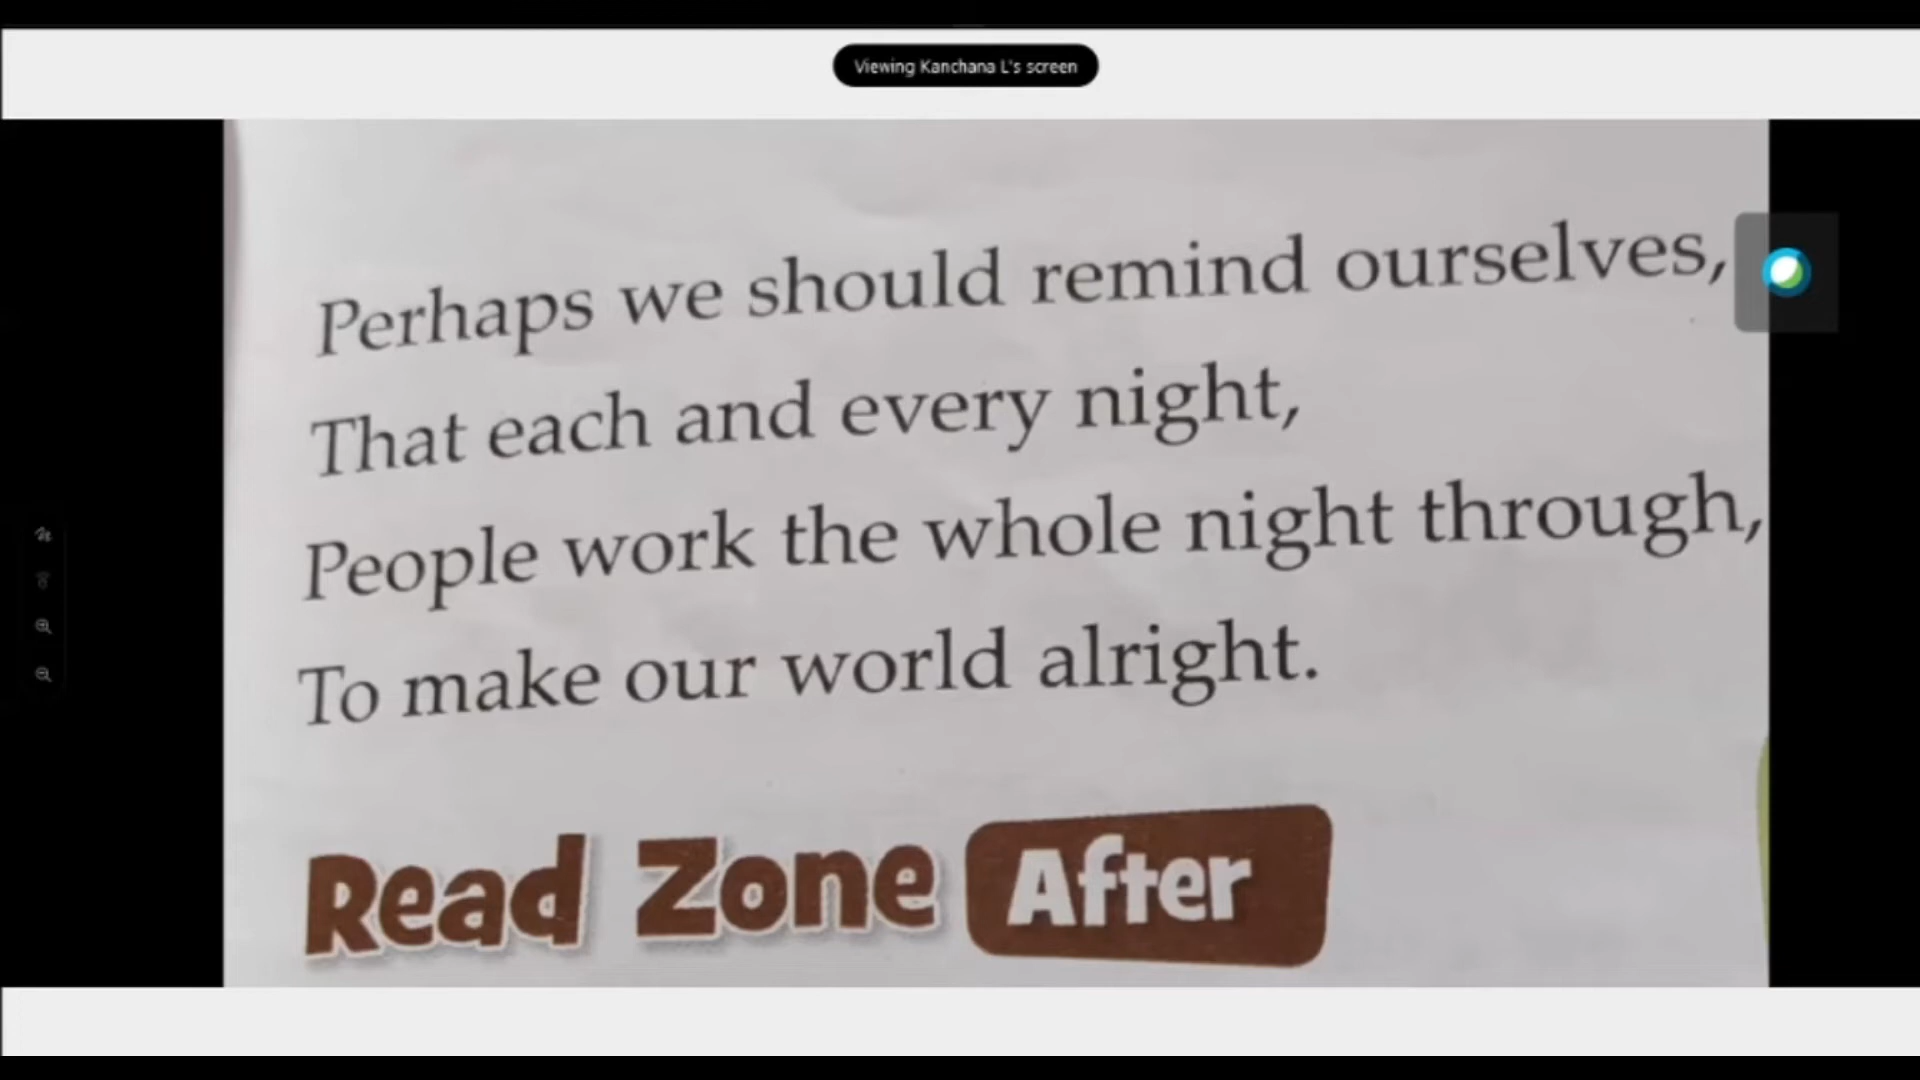 Viewing Kanchana L's screen
Perhaps we should remind ourselves,
That each and every night,
People work the whole night through,
To make our world alright.
Read Zone After